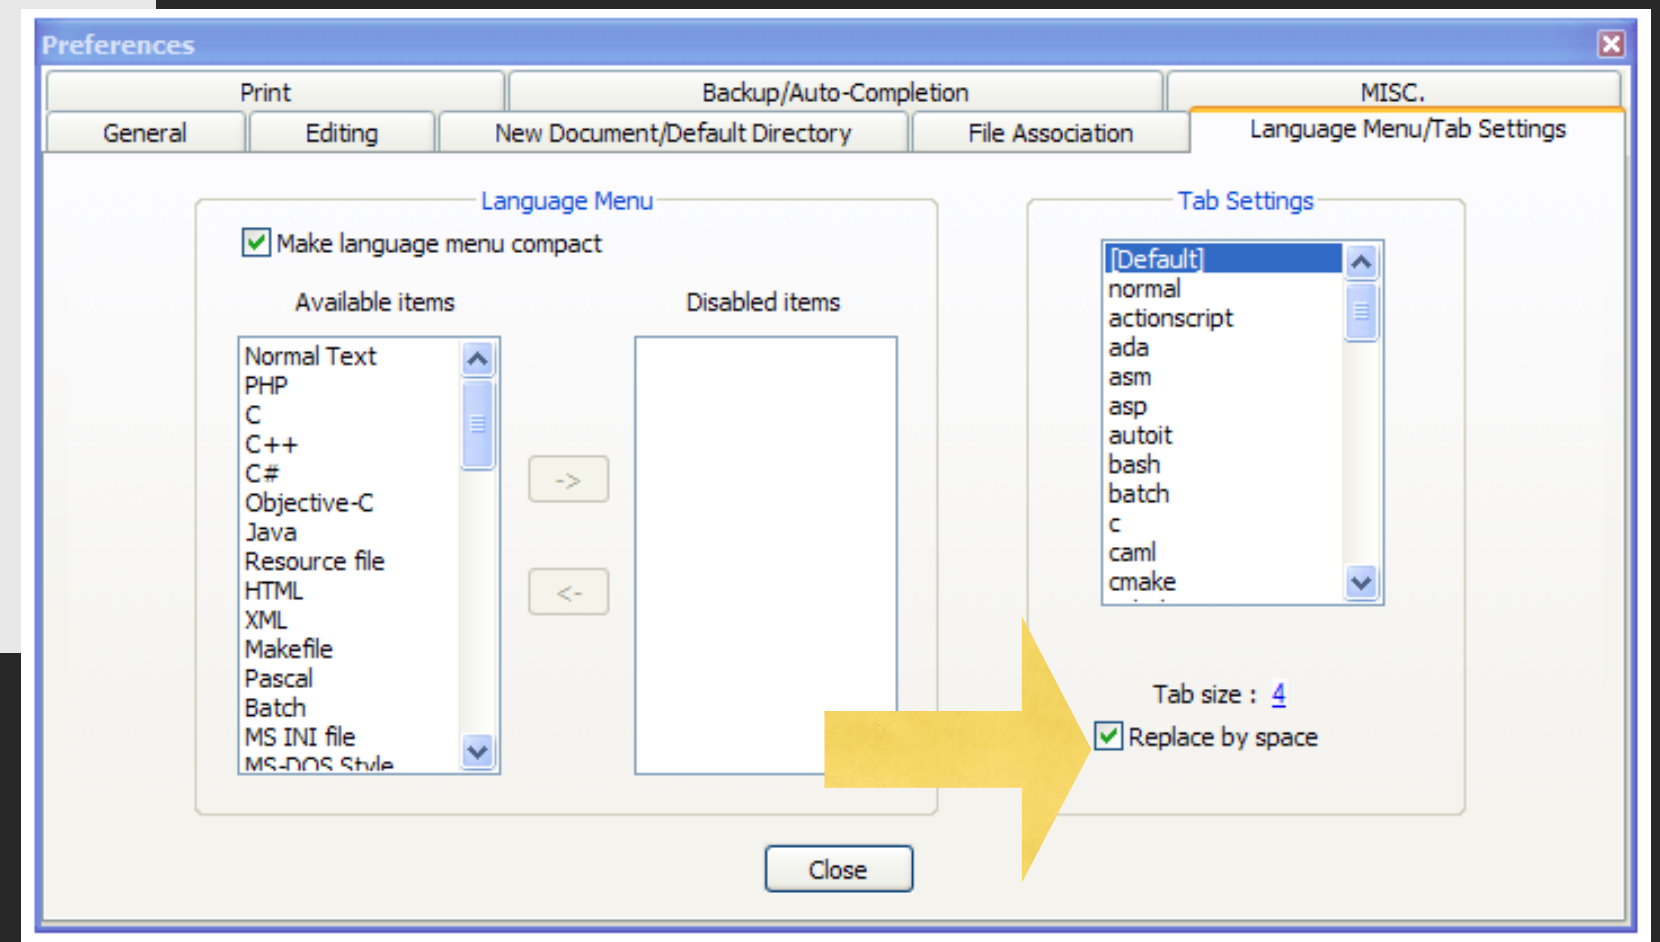 Preferences
Print
Backup/Auto-Completion
MISC.
General
Editing
New Document/Default Directory
File Association
Language Menu/Tab Settings
Language Menu
Make language menu compact
Available items
Disabled items
Normal Text
PHP
C
C++
C#
Objective-C
Java
Resource file
HTML
XML
Makefile
Pascal
Batch
MS INI file
MS-DOS Style
->
<-
Tab Settings
[Default]
normal
actionscript
ada
asm
asp
autoit
bash
batch
c
caml
cmake
Tab size : 4
Replace by space
Close